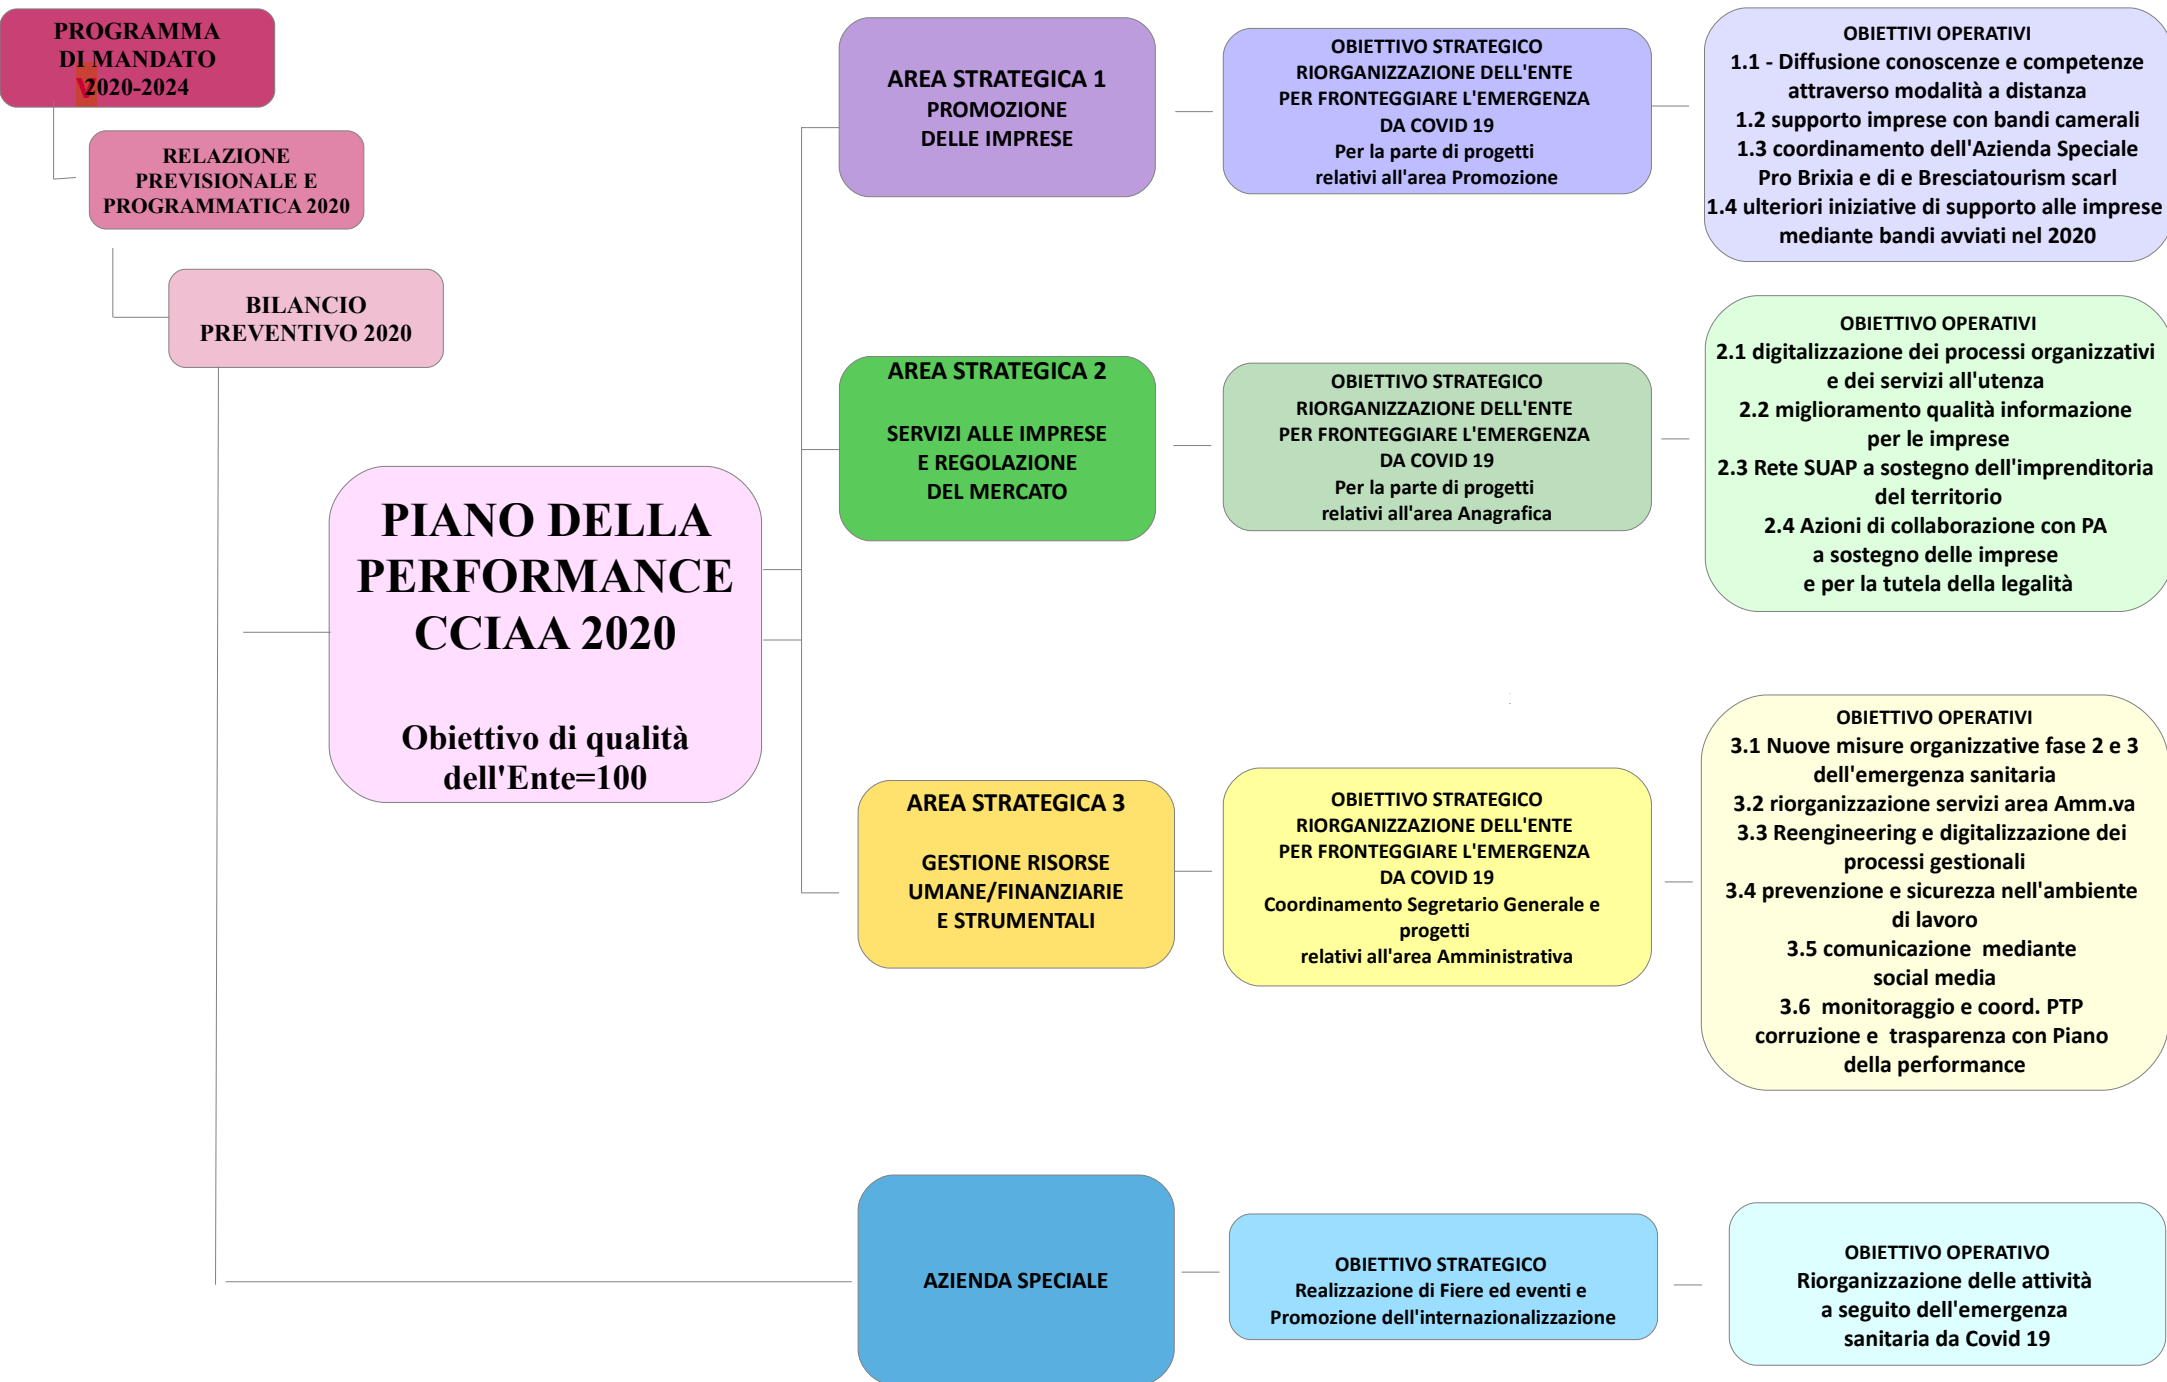 PROGRAMMA
DI MANDATO
2020-2024
V
RELAZIONE
PREVISIONALE E
PROGRAMMATICA 2020
BILANCIO
PREVENTIVO 2020
PIANO DELLA
PERFORMANCE
CCIAA 2020
Obiettivo di qualità
dell'Ente=100
AREA STRATEGICA 1
PROMOZIONE
DELLE IMPRESE
OBIETTIVO STRATEGICO
RIORGANIZZAZIONE DELL'ENTE
PER FRONTEGGIARE L'EMERGENZA
DA COVID 19
Per la parte di progetti
relativi all'area Promozione
OBIETTIVI OPERATIVI
1.1 - Diffusione conoscenze e competenze
attraverso modalità a distanza
1.2 supporto imprese con bandi camerali
1.3 coordinamento dell'Azienda Speciale
Pro Brixia e di e Bresciatourism scarl
1.4 ulteriori iniziative di supporto alle imprese
mediante bandi avviati nel 2020
AREA STRATEGICA 2
SERVIZI ALLE IMPRESE
E REGOLAZIONE
DEL MERCATO
OBIETTIVO STRATEGICO
RIORGANIZZAZIONE DELL'ENTE
PER FRONTEGGIARE L'EMERGENZA
DA COVID 19
Per la parte di progetti
relativi all'area Anagrafica
OBIETTIVO OPERATIVI
2.1 digitalizzazione dei processi organizzativi
e dei servizi all'utenza
2.2 miglioramento qualità informazione
per le imprese
2.3 Rete SUAP a sostegno dell'imprenditoria
del territorio
2.4 Azioni di collaborazione con PA
a sostegno delle imprese
e per la tutela della legalità
AREA STRATEGICA 3
GESTIONE RISORSE
UMANE/FINANZIARIE
E STRUMENTALI
OBIETTIVO STRATEGICO
RIORGANIZZAZIONE DELL'ENTE
PER FRONTEGGIARE L'EMERGENZA
DA COVID 19
Coordinamento Segretario Generale e
progetti
relativi all'area Amministrativa
OBIETTIVO OPERATIVI
3.1 Nuove misure organizzative fase 2 e 3
dell'emergenza sanitaria
3.2 riorganizzazione servizi area Amm.va
3.3 Reengineering e digitalizzazione dei
processi gestionali
3.4 prevenzione e sicurezza nell'ambiente
di lavoro
3.5 comunicazione mediante
social media
3.6 monitoraggio e coord. PTP
corruzione e trasparenza con Piano
della performance
AZIENDA SPECIALE
OBIETTIVO STRATEGICO
Realizzazione di Fiere ed eventi e
Promozione dell'internazionalizzazione
OBIETTIVO OPERATIVO
Riorganizzazione delle attività
a seguito dell'emergenza
sanitaria da Covid 19